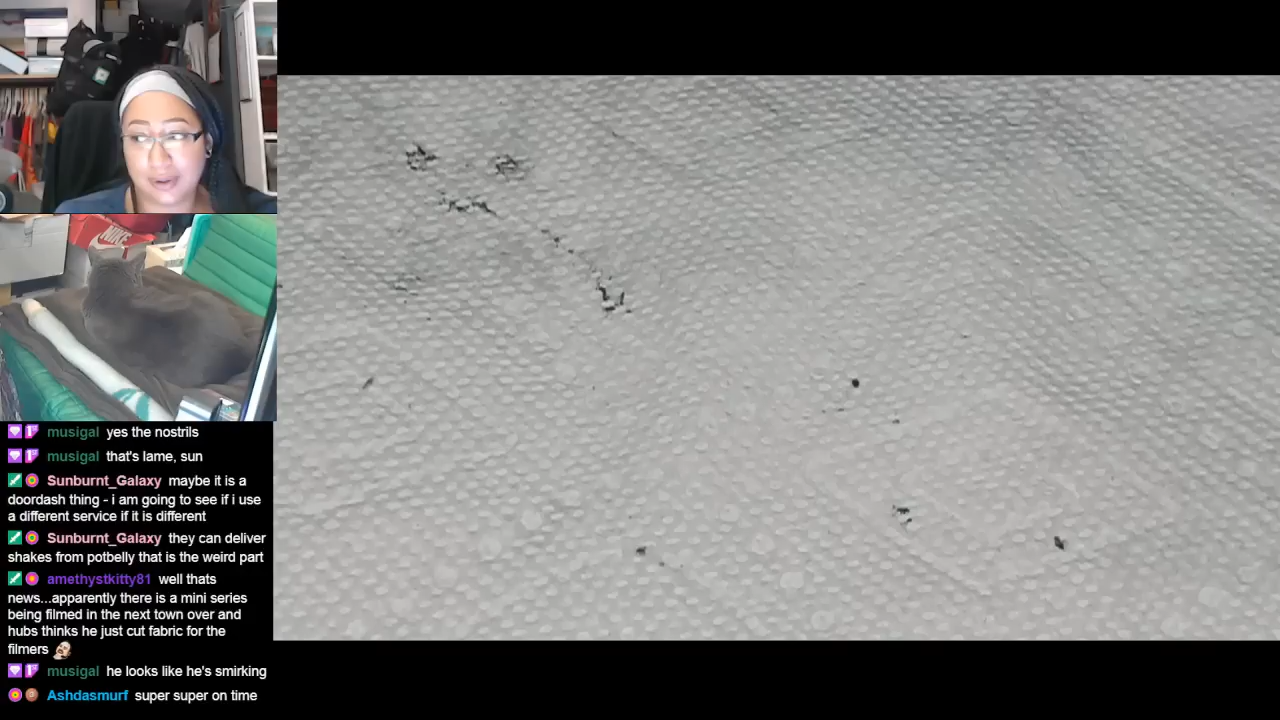 NIKE
musigal yes the nostrils
musigal that's lame, sun
Sunburnt_Galaxy maybe it is a
doordash thing - i am going to see if i use
a different service if it is different
Sunburnt_Galaxy they can deliver
shakes from potbelly that is the weird part
amethystkitty81 well thats
news...apparently there is a mini series
being filmed in the next town over and
hubs thinks he just cut fabric for the
filmers
musigal he looks like he's smirking
Ashdasmurf super super on time